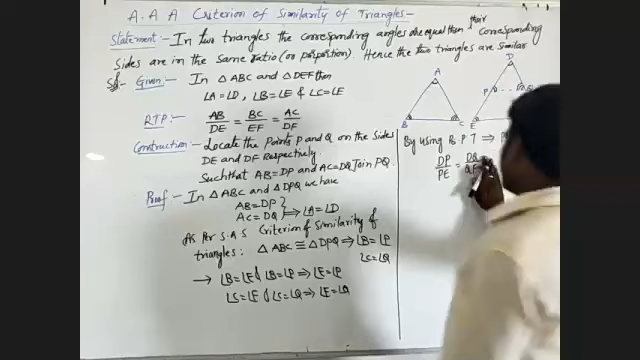 A.A.A Criterion of Similarity of Triangles:-
Statement:- In two triangles the corresponding angles are equal then their corresponding
sides are in the same ratio (or proportion). Hence the two triangles are similar.
Sol Given:- In △ABC and △DEF then
∠A=∠D, ∠B=∠E & ∠C=∠E
RTP:- AB/DE = BC/EF = AC/DF
Construction:- Locate the Points P and Q on the Sides
DE and DF Respectively
Such that AB=DP and AC=DQ Join PQ.
Proof:- In △ABC and △DPQ we have
AB=DP
AC=DQ } ⟹ ∠A=∠D
As Per S.A.S Criterion of Similarity of
triangles: △ABC ≅ △DPQ ⟹ ∠B=∠P
∠C=∠Q
→ ∠B=∠E & ∠B=∠P ⟹ ∠E=∠P
∠C=∠F & ∠C=∠Q ⟹ ∠F=∠Q
A
B
C
D
P
Q
E
By using B P T ⟹ P
DP/PE = DQ/QF